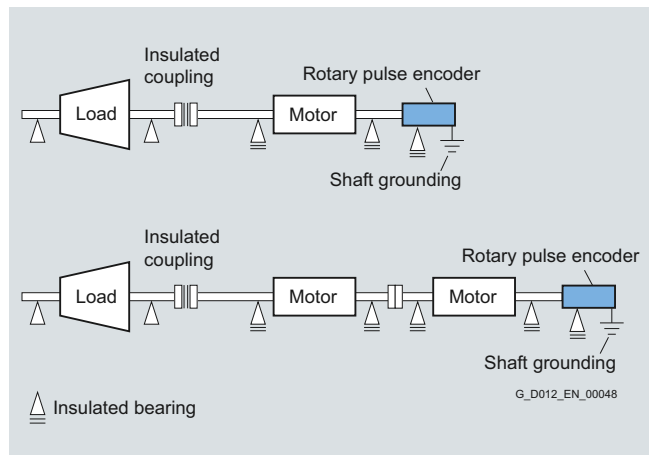 Insulated
coupling
Rotary pulse encoder
Load
Motor
Shaft grounding
Insulated
coupling
Rotary pulse encoder
Load
Motor
Motor
Shaft grounding
G_D012_EN_00048
Insulated bearing